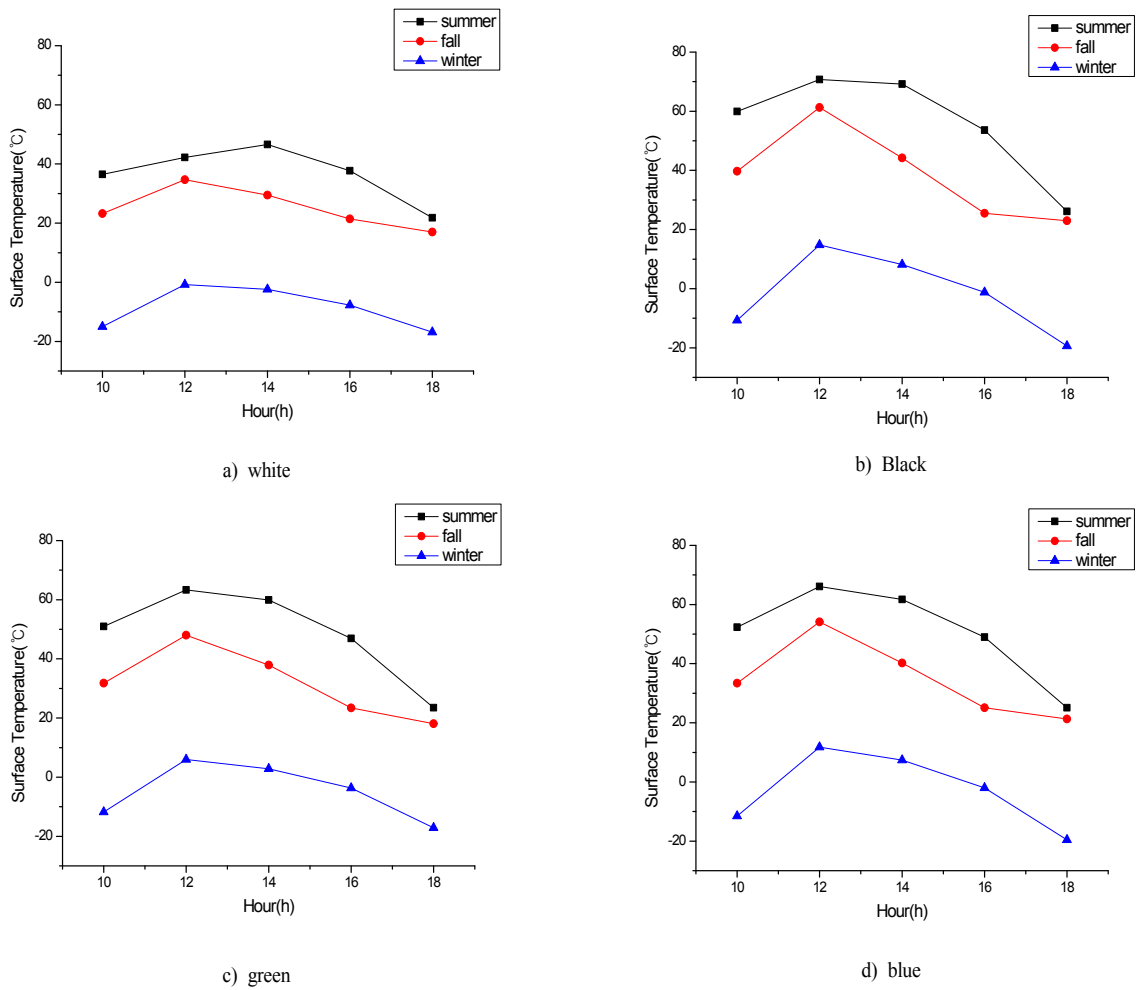 summer
fall
winter
80
60
40
20
0
-20
Surface Temperature(℃)
10 12 14 16 18
Hour(h)
a) white
summer
fall
winter
80
60
40
20
0
-20
Surface Temperature(℃)
10 12 14 16 18
Hour(h)
b) Black
summer
fall
winter
80
60
40
20
0
-20
Surface Temperature(℃)
10 12 14 16 18
Hour(h)
c) green
summer
fall
winter
80
60
40
20
0
-20
Surface Temperature(℃)
10 12 14 16 18
Hour(h)
d) blue